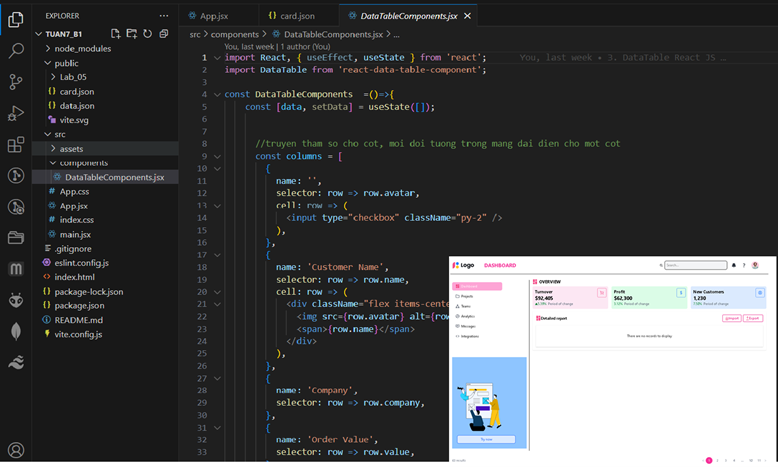 EXPLORER
TUAN7_B1
node_modules
public
Lab_05
card.json
data.json
vite.svg
src
assets
components
DataTableComponents.jsx
App.css
App.jsx
index.css
main.jsx
.gitignore
eslint.config.js
index.html
package-lock.json
package.json
README.md
vite.config.js
App.jsx
card.json
DataTableComponents.jsx
src > components > DataTableComponents.jsx > ...
You, last week | 1 author (You)
1 import React, { useEffect, useState } from 'react'; You, last week • 3. DataTable React JS …
2 import DataTable from 'react-data-table-component';
3
4 const DataTableComponents =()=>{
5 const [data, setData] = useState([]);
6
7
8 //truyen tham so cho cot, moi doi tuong trong mang dai dien cho mot cot
9 const columns = [
10 {
11 name: '',
12 selector: row => row.avatar,
13 cell: row => (
14 <input type="checkbox" className="py-2" />
15 ),
16 },
17 {
18 name: 'Customer Name',
19 selector: row => row.name,
20 cell: row => (
21 <div className="flex items-cente
22 <img src={row.avatar} alt={row
23 <span>{row.name}</span>
24 </div>
25 ),
26 },
27 {
28 name: 'Company',
29 selector: row => row.company,
30 },
31 {
32 name: 'Order Value',
33 selector: row => row.value,
Logo
DASHBOARD
Search...
Projects
Teams
Analytics
Messages
Integrations
OVERVIEW
Turnover
$92,405
Period of change
Profit
$62,300
Period of change
New Customers
1,230
Period of change
Detailed report
There are no records to display
Try now